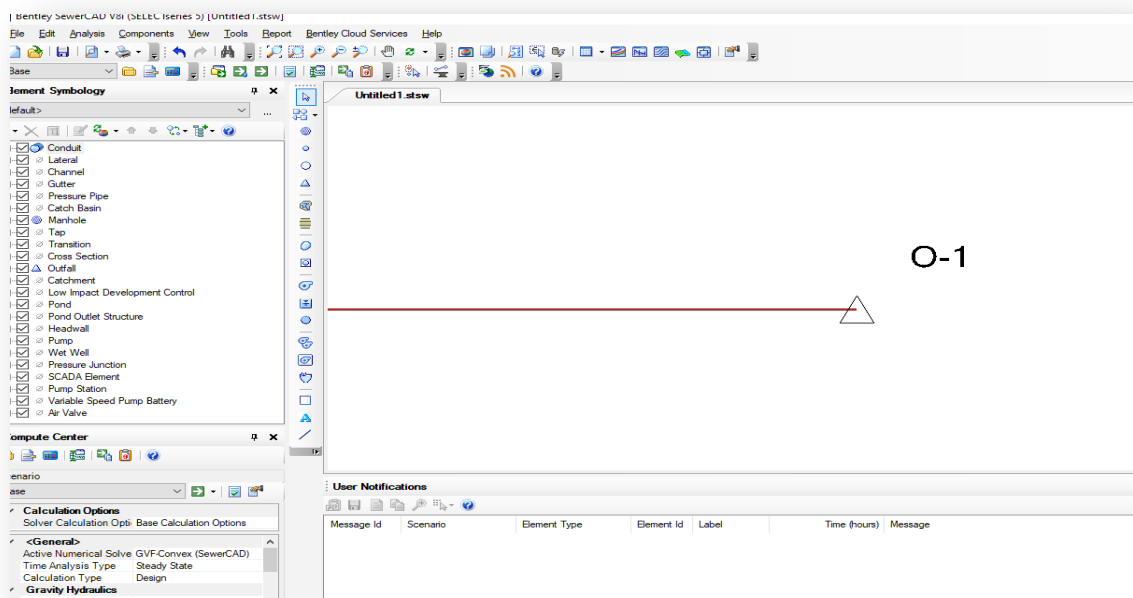 Bentley SewerCAD V8i (SELECTseries 5) [Untitled1.stsw]
File Edit Analysis Components View Tools Report Bentley Cloud Services Help
Base
lement Symbology
lefault>
...
Conduit
Lateral
Channel
Gutter
Pressure Pipe
Catch Basin
Manhole
Tap
Transition
Cross Section
Outfall
Catchment
Low Impact Development Control
Pond
Pond Outlet Structure
Headwall
Pump
Wet Well
Pressure Junction
SCADA Element
Pump Station
Variable Speed Pump Battery
Air Valve
ompute Center
enario
ase
Calculation Options
Solver Calculation Opti Base Calculation Options
<General>
Active Numerical Solve GVF-Convex (SewerCAD)
Time Analysis Type Steady State
Calculation Type Design
Gravity Hydraulics
Untitled1.stsw
O-1
A
User Notifications
Message Id Scenario Element Type Element Id Label Time (hours) Message